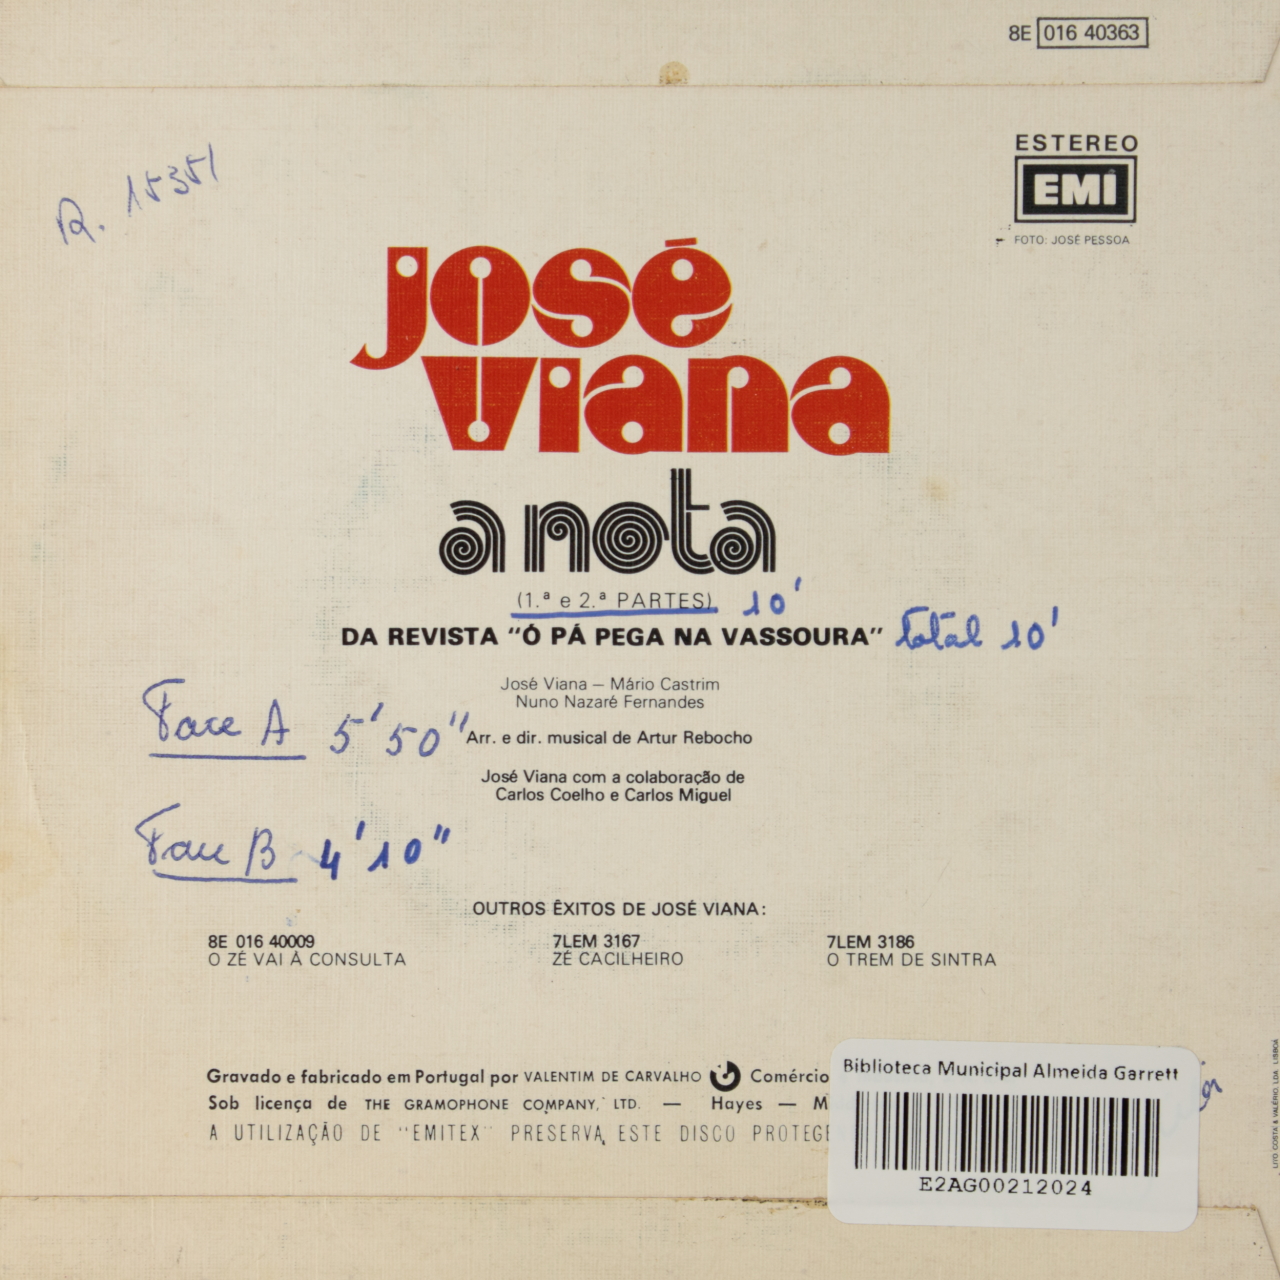 8E 016 40363
ESTEREO
EMI
FOTO: JOSÉ PESSOA
R. 15351
josé
viana
a nota
(1.ª e 2.ª PARTES) 10'
DA REVISTA "Ó PÁ PEGA NA VASSOURA" total 10'
José Viana – Mário Castrim
Nuno Nazaré Fernandes
Face A 5'50"
Arr. e dir. musical de Artur Rebocho
José Viana com a colaboração de
Carlos Coelho e Carlos Miguel
Face B 4'10"
OUTROS ÊXITOS DE JOSÉ VIANA:
8E 016 40009 7LEM 3167 7LEM 3186
O ZÉ VAI À CONSULTA ZÉ CACILHEIRO O TREM DE SINTRA
Gravado e fabricado em Portugal por VALENTIM DE CARVALHO Comércio
Sob licença de THE GRAMOPHONE COMPANY, LTD. — Hayes — M
A UTILIZAÇÃO DE "EMITEX" PRESERVA ESTE DISCO PROTEGE
Biblioteca Municipal Almeida Garrett
E2AG00212024
LITO. COSTA & VALÉRIO, LDA. LISBOA